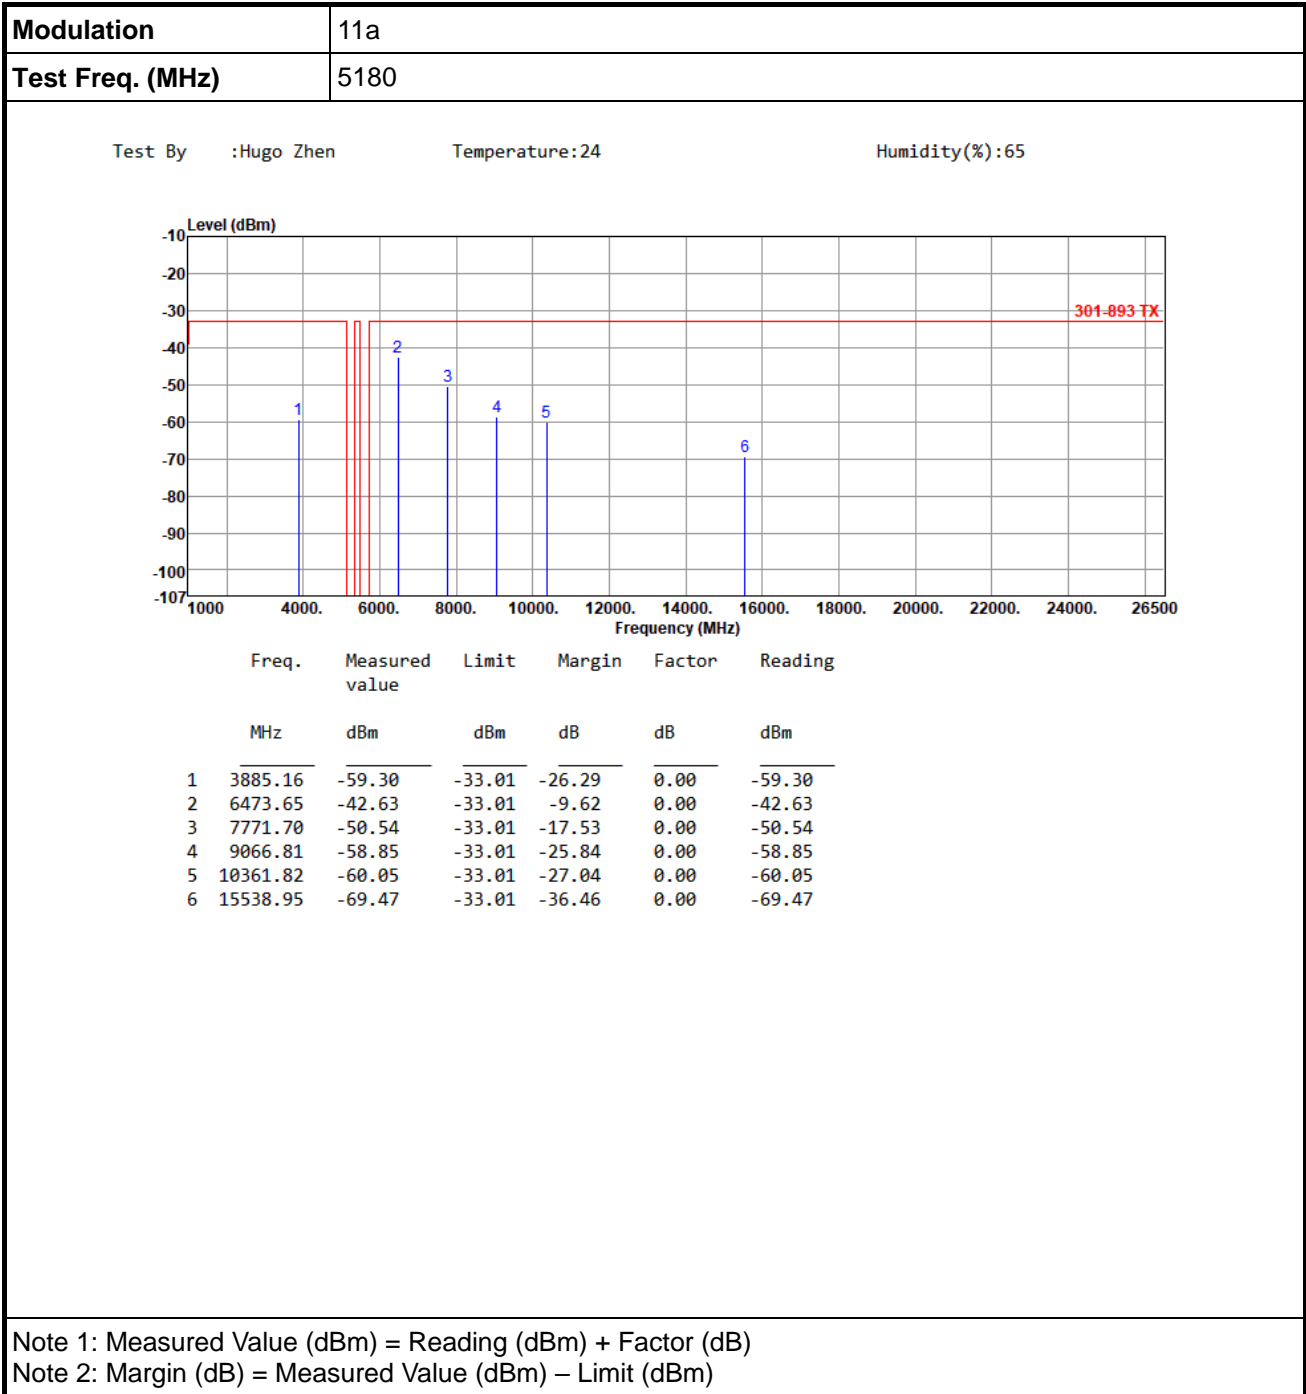 Modulation 11a
Test Freq. (MHz) 5180
Test By :Hugo Zhen Temperature:24 Humidity(%):65
Level (dBm)
-10
-20
-30
301-893 TX
-40
2
-50
3
1
4
5
-60
6
-70
-80
-90
-100
-107
1000 4000. 6000. 8000. 10000. 12000. 14000. 16000. 18000. 20000. 22000. 24000. 26500
Frequency (MHz)
Freq. Measured Limit Margin Factor Reading
value
MHz dBm dBm dB dB dBm
1 3885.16 -59.30 -33.01 -26.29 0.00 -59.30
2 6473.65 -42.63 -33.01 -9.62 0.00 -42.63
3 7771.70 -50.54 -33.01 -17.53 0.00 -50.54
4 9066.81 -58.85 -33.01 -25.84 0.00 -58.85
5 10361.82 -60.05 -33.01 -27.04 0.00 -60.05
6 15538.95 -69.47 -33.01 -36.46 0.00 -69.47
Note 1: Measured Value (dBm) = Reading (dBm) + Factor (dB)
Note 2: Margin (dB) = Measured Value (dBm) – Limit (dBm)